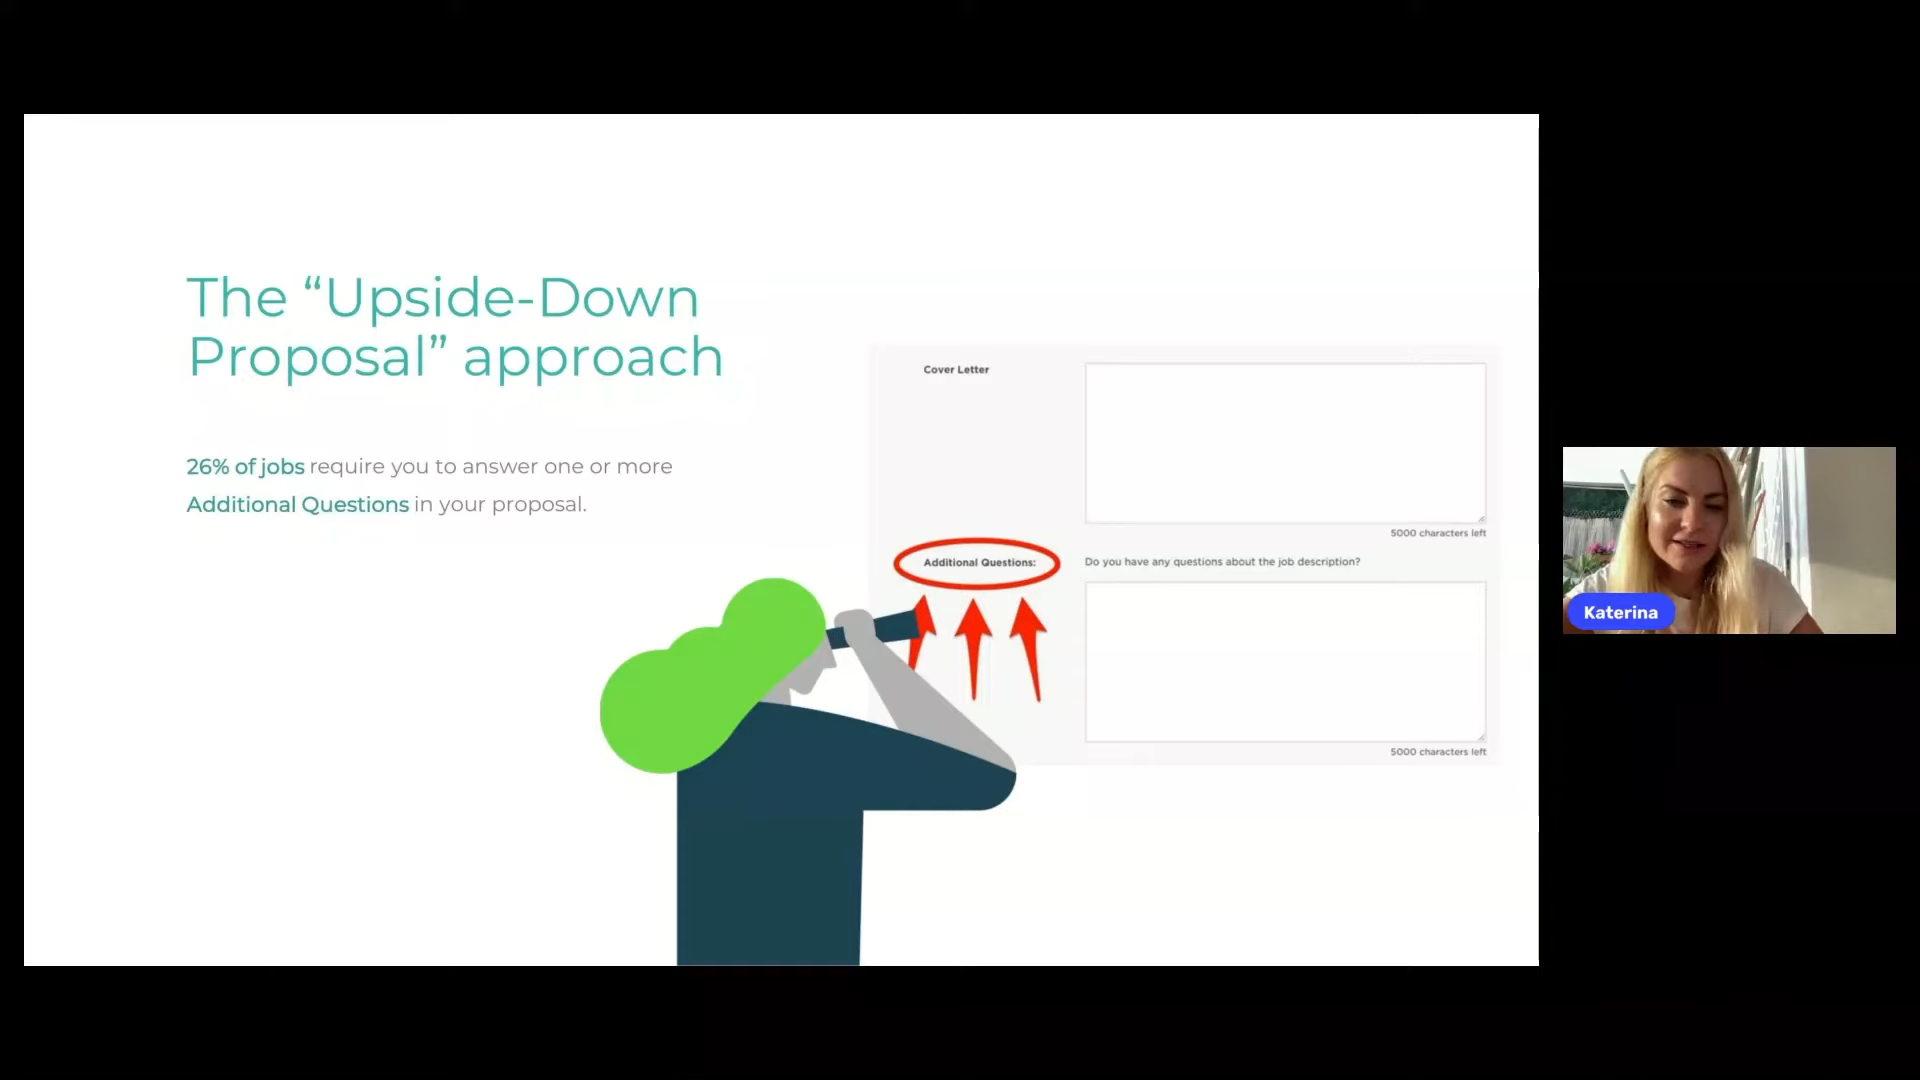 The “Upside-Down
Proposal” approach
26% of jobs require you to answer one or more
Additional Questions in your proposal.
Cover Letter
5000 characters left
Additional Questions:
Do you have any questions about the job description?
5000 characters left
Katerina